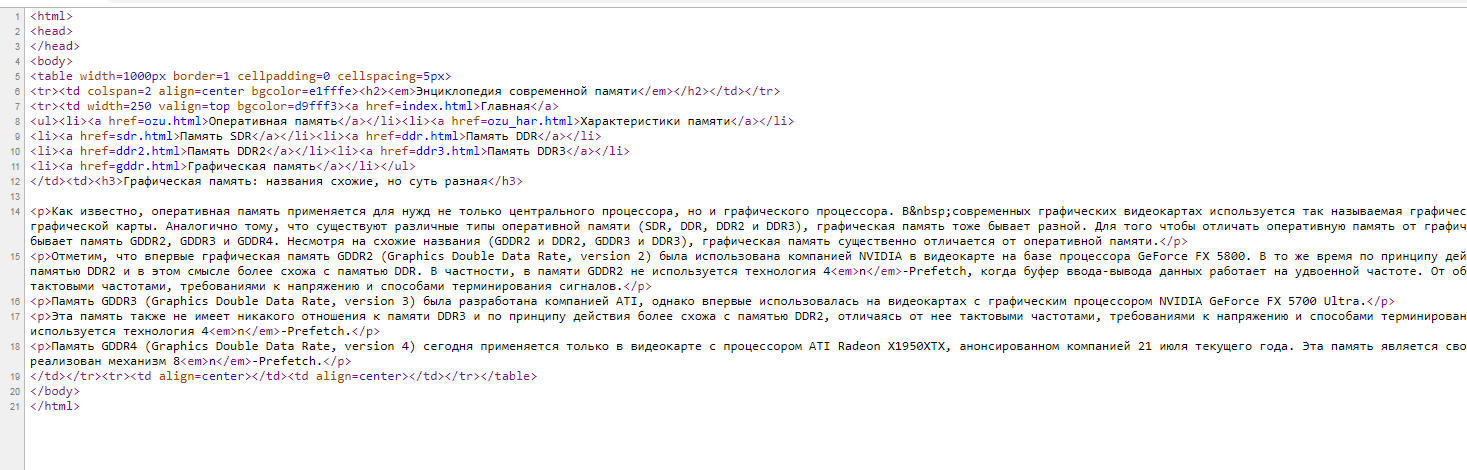 1 <html>
2 <head>
3 </head>
4 <body>
5 <table width=1000px border=1 cellpadding=0 cellspacing=5px>
6 <tr><td colspan=2 align=center bgcolor=e1fffe><h2><em>Энциклопедия современной памяти</em></h2></td></tr>
7 <tr><td width=250 valign=top bgcolor=d9fff3><a href=index.html>Главная</a>
8 <ul><li><a href=ozu.html>Оперативная память</a></li><li><a href=ozu_har.html>Характеристики памяти</a></li>
9 <li><a href=sdr.html>Память SDR</a></li><li><a href=ddr.html>Память DDR</a></li>
10 <li><a href=ddr2.html>Память DDR2</a></li><li><a href=ddr3.html>Память DDR3</a></li>
11 <li><a href=gddr.html>Графическая память</a></li></ul>
12 </td><td><h3>Графическая память: названия схожие, но суть разная</h3>
13
14 <p>Как известно, оперативная память применяется для нужд не только центрального процессора, но и графического процессора. В&nbsp;современных графических видеокартах используется так называемая графичес
графической карты. Аналогично тому, что существуют различные типы оперативной памяти (SDR, DDR, DDR2 и DDR3), графическая память тоже бывает разной. Для того чтобы отличать оперативную память от графич
бывает память GDDR2, GDDR3 и GDDR4. Несмотря на схожие названия (GDDR2 и DDR2, GDDR3 и DDR3), графическая память существенно отличается от оперативной памяти.</p>
15 <p>Отметим, что впервые графическая память GDDR2 (Graphics Double Data Rate, version 2) была использована компанией NVIDIA в видеокарте на базе процессора GeForce FX 5800. В то же время по принципу дей
памятью DDR2 и в этом смысле более схожа с памятью DDR. В частности, в памяти GDDR2 не используется технология 4<em>n</em>-Prefetch, когда буфер ввода-вывода данных работает на удвоенной частоте. От об
тактовыми частотами, требованиями к напряжению и способами терминирования сигналов.</p>
16 <p>Память GDDR3 (Graphics Double Data Rate, version 3) была разработана компанией ATI, однако впервые использовалась на видеокартах с графическим процессором NVIDIA GeForce FX 5700 Ultra.</p>
17 <p>Эта память также не имеет никакого отношения к памяти DDR3 и по принципу действия более схожа с памятью DDR2, отличаясь от нее тактовыми частотами, требованиями к напряжению и способами терминирован
используется технология 4<em>n</em>-Prefetch.</p>
18 <p>Память GDDR4 (Graphics Double Data Rate, version 4) сегодня применяется только в видеокарте с процессором ATI Radeon X1950XTX, анонсированном компанией 21 июля текущего года. Эта память является сво
реализован механизм 8<em>n</em>-Prefetch.</p>
19 </td></tr><tr><td align=center></td><td align=center></td></tr></table>
20 </body>
21 </html>